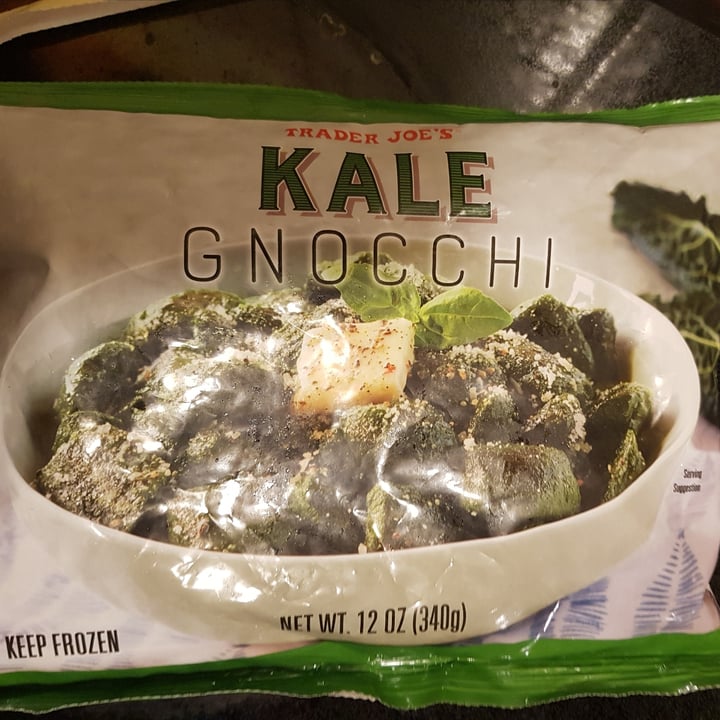 TRADER JOE'S
KALE
GNOCCHI
Serving
Suggestion
NET WT. 12 OZ (340g)
KEEP FROZEN